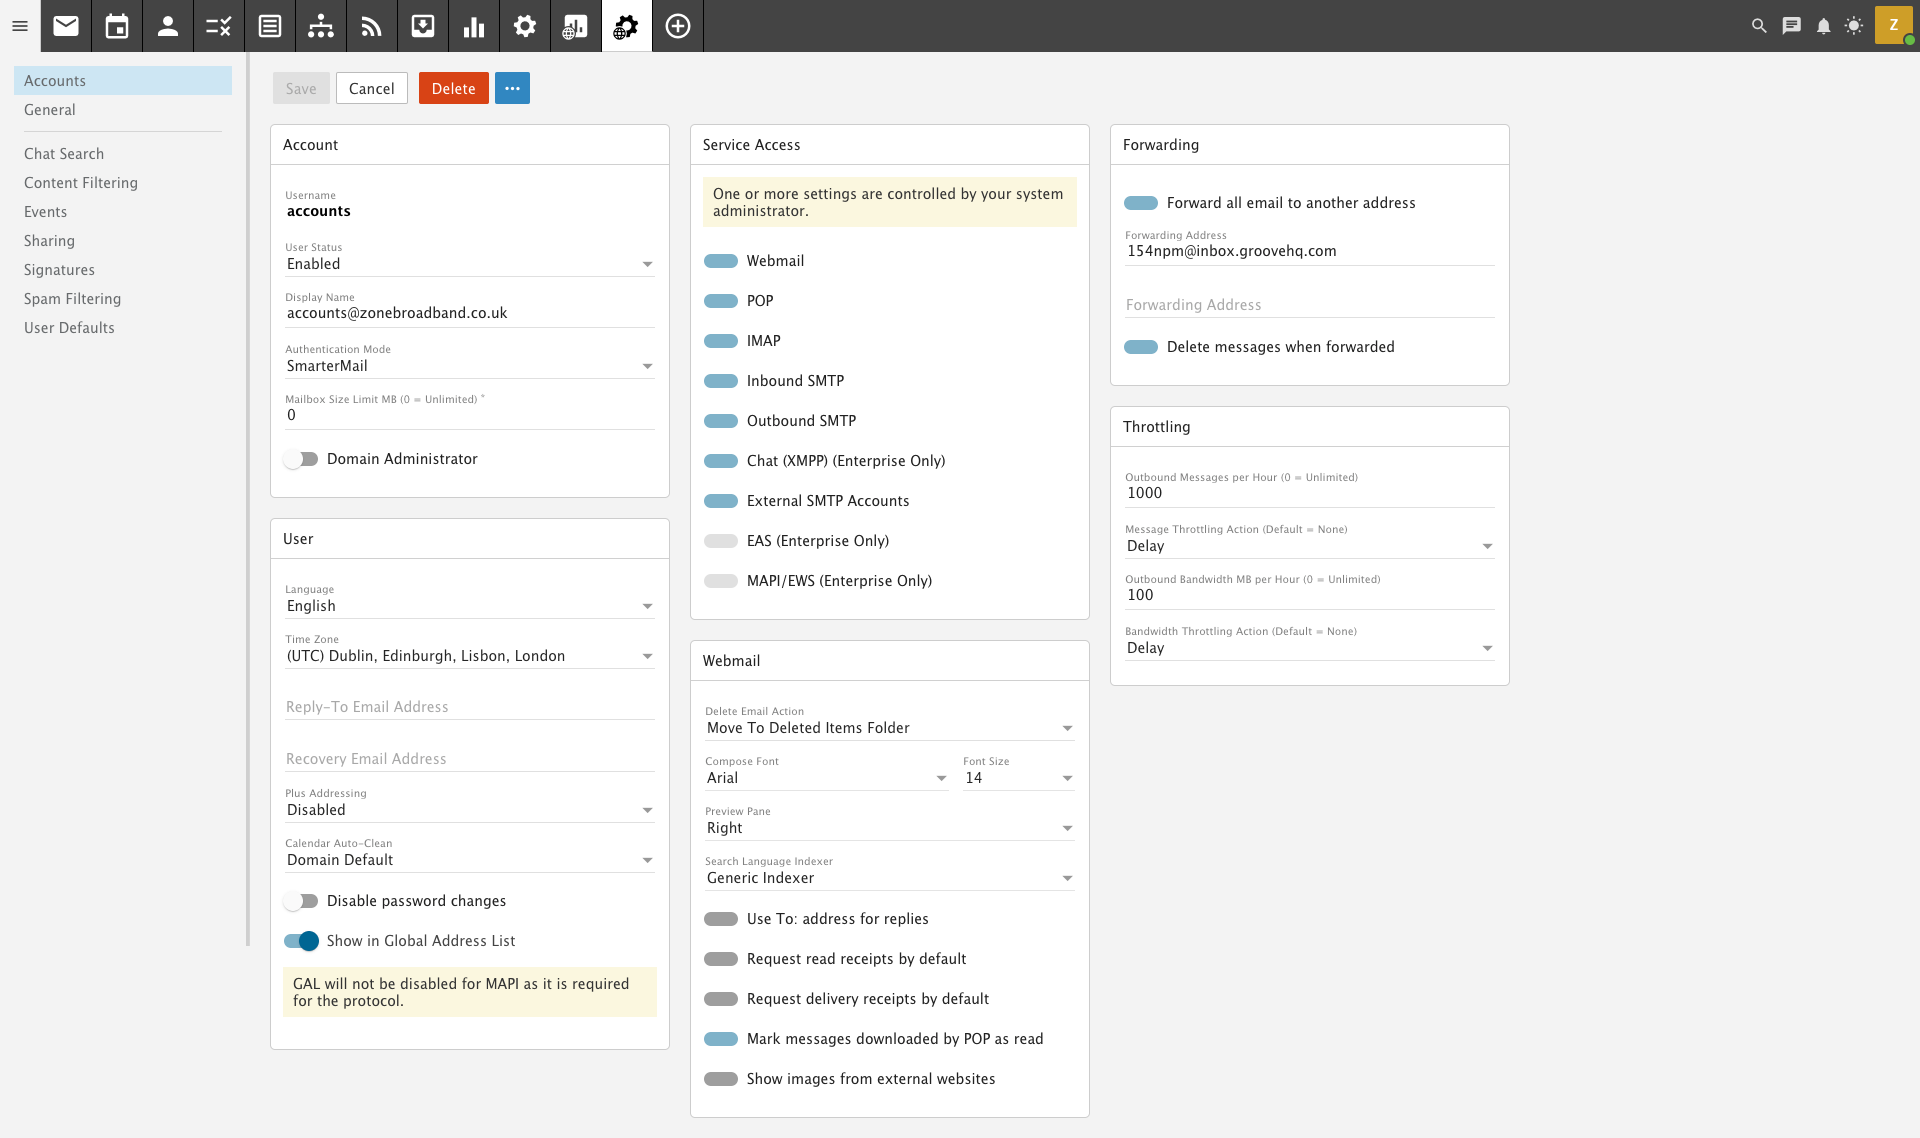 Z
Accounts
General
Chat Search
Content Filtering
Events
Sharing
Signatures
Spam Filtering
User Defaults
Save
Cancel
Delete
Account
Username
accounts
User Status
Enabled
Display Name
accounts@zonebroadband.co.uk
Authentication Mode
SmarterMail
Mailbox Size Limit MB (0 = Unlimited) *
0
Domain Administrator
User
Language
English
Time Zone
(UTC) Dublin, Edinburgh, Lisbon, London
Reply-To Email Address
Recovery Email Address
Plus Addressing
Disabled
Calendar Auto-Clean
Domain Default
Disable password changes
Show in Global Address List
GAL will not be disabled for MAPI as it is required
for the protocol.
Service Access
One or more settings are controlled by your system
administrator.
Webmail
POP
IMAP
Inbound SMTP
Outbound SMTP
Chat (XMPP) (Enterprise Only)
External SMTP Accounts
EAS (Enterprise Only)
MAPI/EWS (Enterprise Only)
Webmail
Delete Email Action
Move To Deleted Items Folder
Compose Font
Arial
Font Size
14
Preview Pane
Right
Search Language Indexer
Generic Indexer
Use To: address for replies
Request read receipts by default
Request delivery receipts by default
Mark messages downloaded by POP as read
Show images from external websites
Forwarding
Forward all email to another address
Forwarding Address
154npm@inbox.groovehq.com
Forwarding Address
Delete messages when forwarded
Throttling
Outbound Messages per Hour (0 = Unlimited)
1000
Message Throttling Action (Default = None)
Delay
Outbound Bandwidth MB per Hour (0 = Unlimited)
100
Bandwidth Throttling Action (Default = None)
Delay